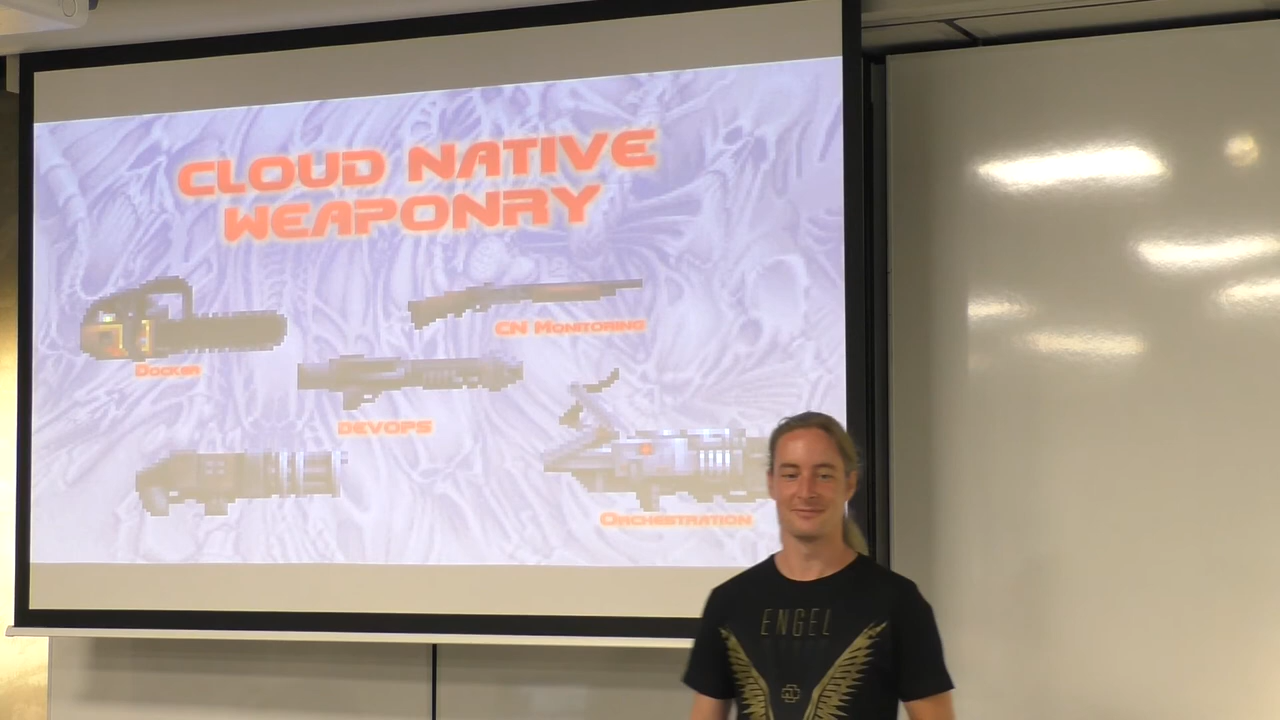 CLOUD NATIVE
WEAPONRY
CN MONITORING
DOCKER
DEVOPS
ORCHESTRATION
ENGEL